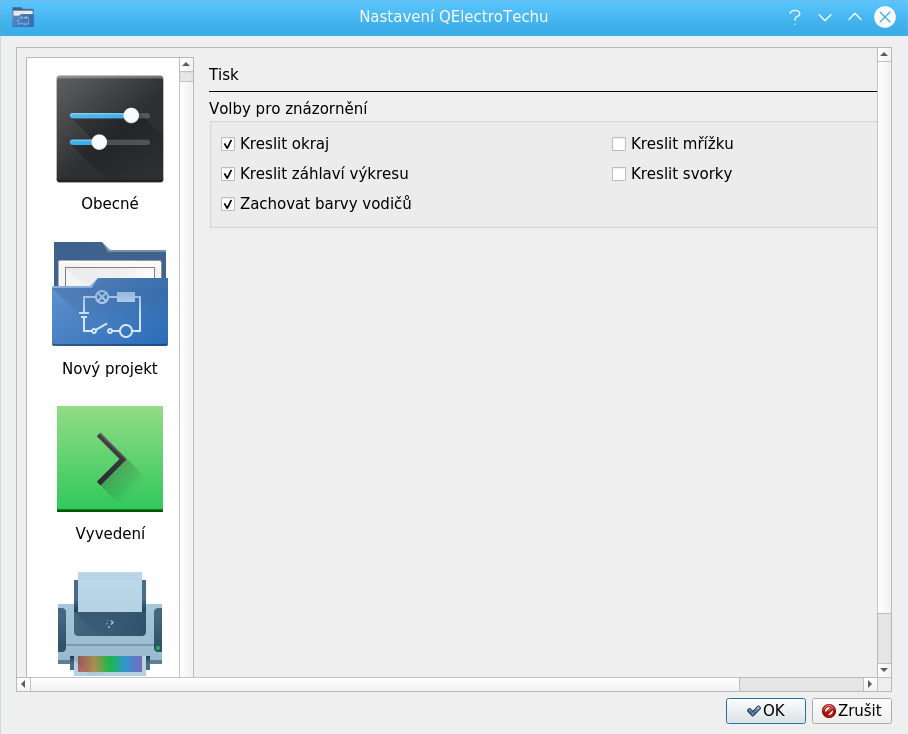 Nastavení QElectroTechu
Obecné
Nový projekt
Vyvedení
Tisk
Volby pro znázornění
Kreslit okraj
Kreslit mřížku
Kreslit záhlaví výkresu
Kreslit svorky
Zachovat barvy vodičů
OK
Zrušit